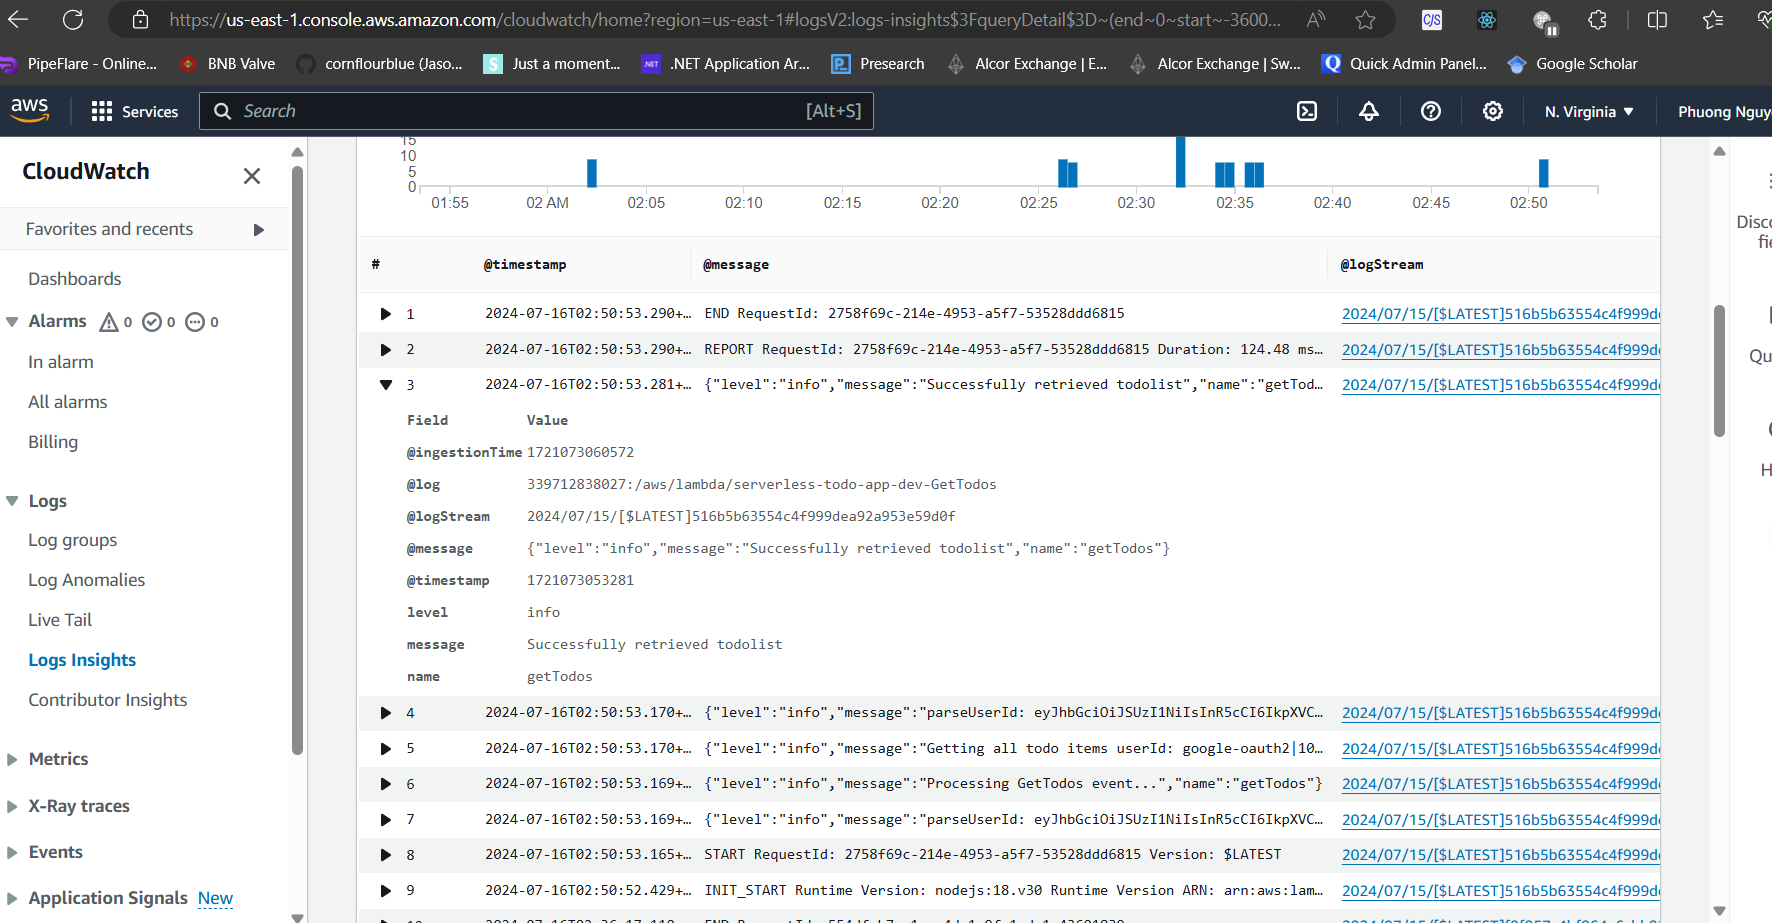 https://us-east-1.console.aws.amazon.com/cloudwatch/home?region=us-east-1#logsV2:logs-insights$3FqueryDetail$3D~(end~0~start~-3600...
PipeFlare - Online... BNB Valve cornflourblue (Jaso... Just a moment... .NET Application Ar... Presearch Alcor Exchange | E... Alcor Exchange | Sw... Quick Admin Panel... Google Scholar
aws Services Search [Alt+S] N. Virginia Phuong Nguy
CloudWatch
Favorites and recents
Dashboards
Alarms 0 0 0
In alarm
All alarms
Billing
Logs
Log groups
Log Anomalies
Live Tail
Logs Insights
Contributor Insights
Metrics
X-Ray traces
Events
Application Signals New
15
10
5
0
01:55 02 AM 02:05 02:10 02:15 02:20 02:25 02:30 02:35 02:40 02:45 02:50
# @timestamp @message @logStream
1 2024-07-16T02:50:53.290+... END RequestId: 2758f69c-214e-4953-a5f7-53528ddd6815 2024/07/15/[$LATEST]516b5b63554c4f999d
2 2024-07-16T02:50:53.290+... REPORT RequestId: 2758f69c-214e-4953-a5f7-53528ddd6815 Duration: 124.48 ms... 2024/07/15/[$LATEST]516b5b63554c4f999d
3 2024-07-16T02:50:53.281+... {"level":"info","message":"Successfully retrieved todolist","name":"getTod... 2024/07/15/[$LATEST]516b5b63554c4f999d
Field Value
@ingestionTime 1721073060572
@log 339712838027:/aws/lambda/serverless-todo-app-dev-GetTodos
@logStream 2024/07/15/[$LATEST]516b5b63554c4f999dea92a953e59d0f
@message {"level":"info","message":"Successfully retrieved todolist","name":"getTodos"}
@timestamp 1721073053281
level info
message Successfully retrieved todolist
name getTodos
4 2024-07-16T02:50:53.170+... {"level":"info","message":"parseUserId: eyJhbGciOiJSUzI1NiIsInR5cCI6IkpXVC... 2024/07/15/[$LATEST]516b5b63554c4f999d
5 2024-07-16T02:50:53.170+... {"level":"info","message":"Getting all todo items userId: google-oauth2|10... 2024/07/15/[$LATEST]516b5b63554c4f999d
6 2024-07-16T02:50:53.169+... {"level":"info","message":"Processing GetTodos event...","name":"getTodos"} 2024/07/15/[$LATEST]516b5b63554c4f999d
7 2024-07-16T02:50:53.169+... {"level":"info","message":"parseUserId: eyJhbGciOiJSUzI1NiIsInR5cCI6IkpXVC... 2024/07/15/[$LATEST]516b5b63554c4f999d
8 2024-07-16T02:50:53.165+... START RequestId: 2758f69c-214e-4953-a5f7-53528ddd6815 Version: $LATEST 2024/07/15/[$LATEST]516b5b63554c4f999d
9 2024-07-16T02:50:52.429+... INIT_START Runtime Version: nodejs:18.v30 Runtime Version ARN: arn:aws:lam... 2024/07/15/[$LATEST]516b5b63554c4f999d
Disco
fie
Qu
H